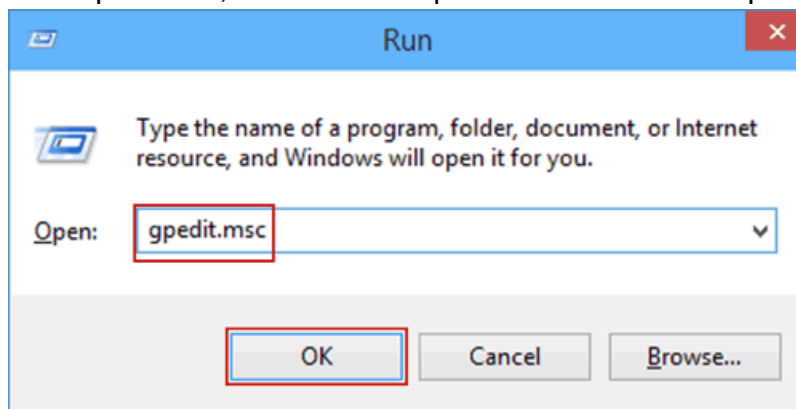 Run
Type the name of a program, folder, document, or Internet
resource, and Windows will open it for you.
Open: gpedit.msc
OK Cancel Browse...